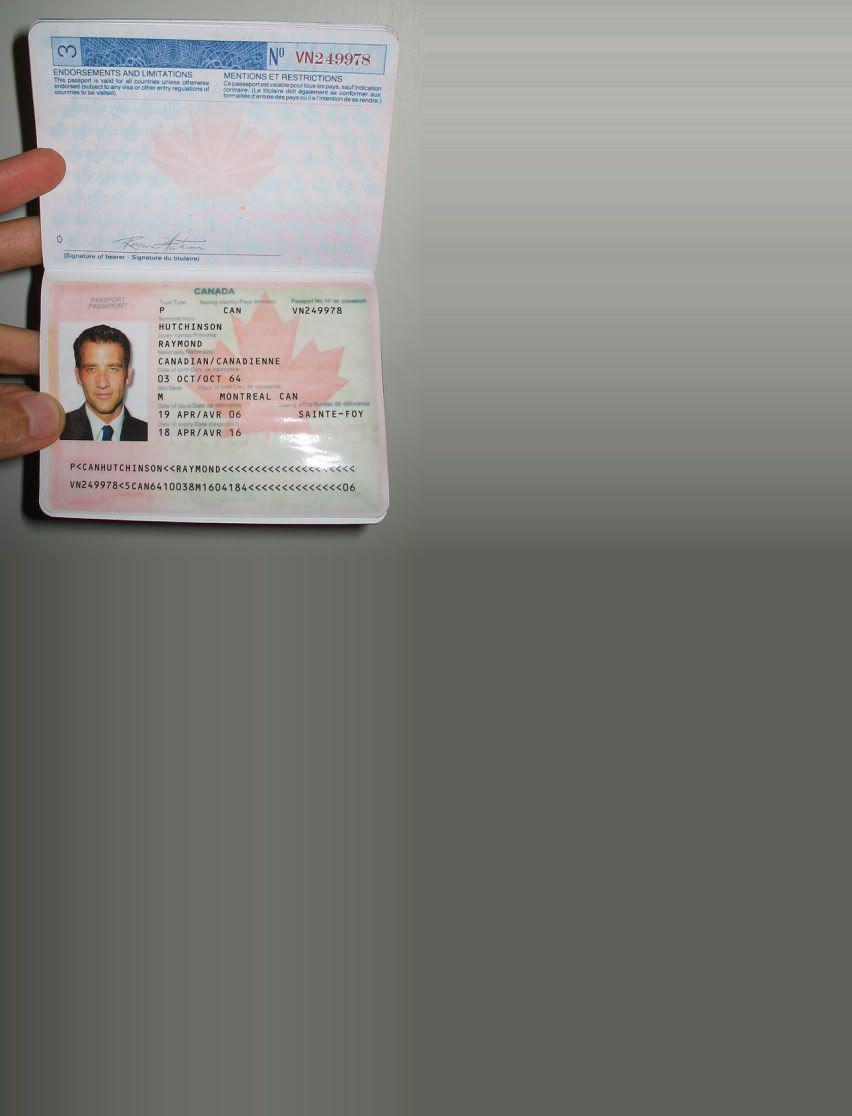 3
Nº VN249978
ENDORSEMENTS AND LIMITATIONS
This passport is valid for all countries unless otherwise
endorsed (subject to any visa or other entry regulations of
countries to be visited).
MENTIONS ET RESTRICTIONS
Ce passeport est valable pour tous les pays, sauf indication
contraire. (Le titulaire doit également se conformer aux
formalités d'entrée des pays où il a l'intention de se rendre.)
(Signature of bearer - Signature du titulaire)
CANADA
PASSPORT
PASSEPORT
Type/Type Issuing country/Pays émetteur Passport No./Nº de passeport
P CAN VN249978
Surname/Nom
HUTCHINSON
Given names/Prénoms
RAYMOND
Nationality/Nationalité
CANADIAN/CANADIENNE
Date of birth/Date de naissance
03 OCT/OCT 64
Sex/Sexe Place of birth/Lieu de naissance
M MONTREAL CAN
Date of issue/Date de délivrance Issuing office/Bureau de délivrance
19 APR/AVR 06 SAINTE-FOY
Date of expiry/Date d'expiration
18 APR/AVR 16
P<CANHUTCHINSON<<RAYMOND<<<<<<<<<<<<<<<<<<<<
VN249978<5CAN6410038M1604184<<<<<<<<<<<<<<06